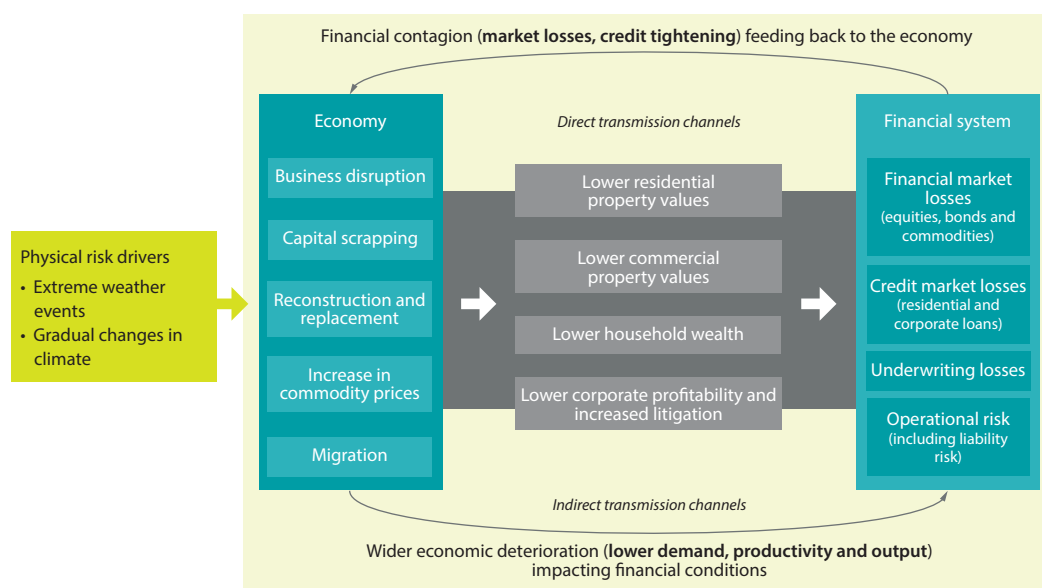 Financial contagion (market losses, credit tightening) feeding back to the economy
Physical risk drivers
• Extreme weather
events
• Gradual changes in
climate
Economy
Business disruption
Capital scrapping
Reconstruction and
replacement
Increase in
commodity prices
Migration
Direct transmission channels
Lower residential
property values
Lower commercial
property values
Lower household wealth
Lower corporate profitability and
increased litigation
Financial system
Financial market
losses
(equities, bonds and
commodities)
Credit market losses
(residential and
corporate loans)
Underwriting losses
Operational risk
(including liability
risk)
Indirect transmission channels
Wider economic deterioration (lower demand, productivity and output)
impacting financial conditions